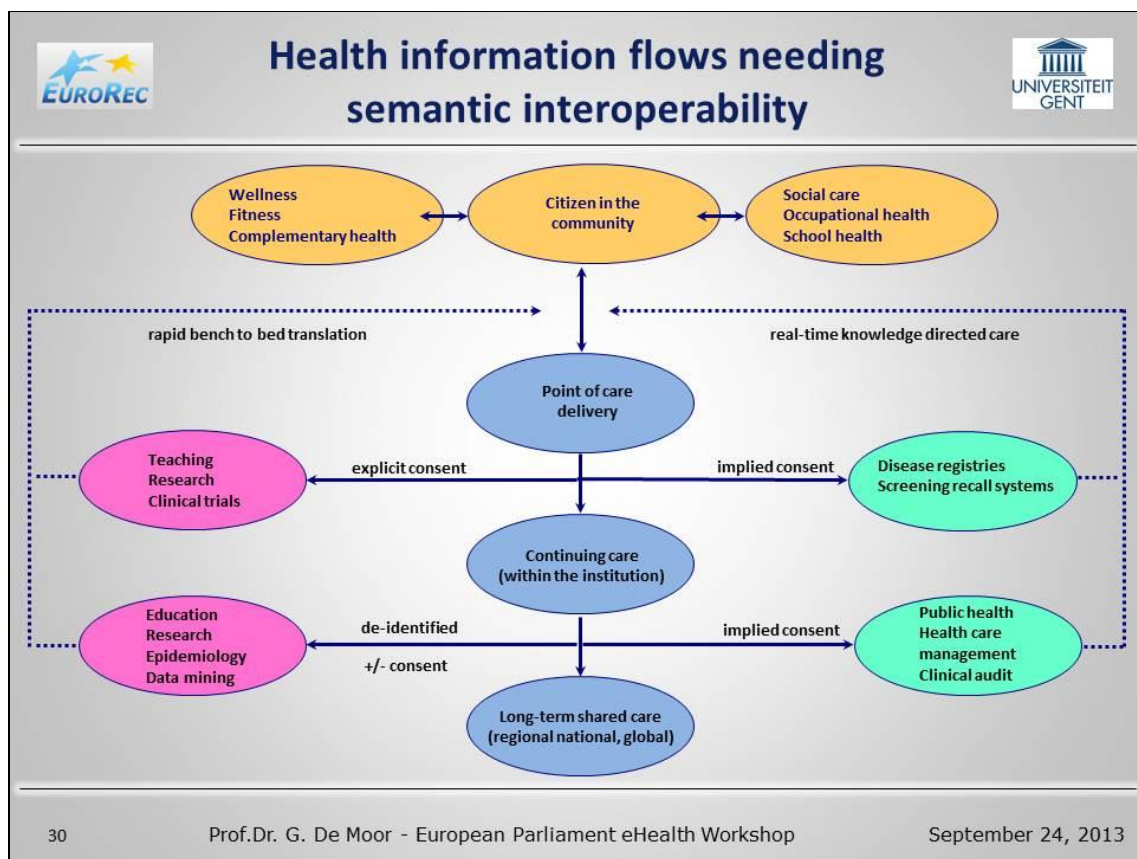 EUROREC
Health information flows needing
semantic interoperability
UNIVERSITEIT
GENT
Wellness
Fitness
Complementary health
Citizen in the
community
Social care
Occupational health
School health
rapid bench to bed translation
real-time knowledge directed care
Point of care
delivery
Teaching
Research
Clinical trials
explicit consent
implied consent
Disease registries
Screening recall systems
Continuing care
(within the institution)
Education
Research
Epidemiology
Data mining
de-identified
+/- consent
implied consent
Public health
Health care
management
Clinical audit
Long-term shared care
(regional national, global)
30
Prof.Dr. G. De Moor - European Parliament eHealth Workshop
September 24, 2013